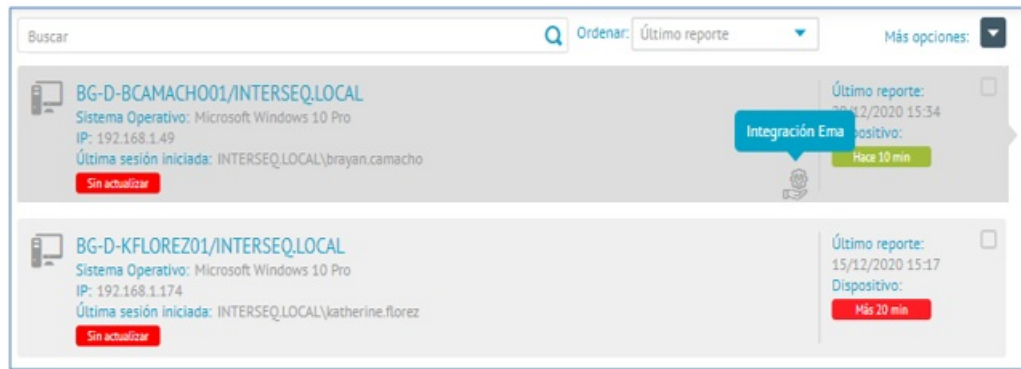 Buscar
Ordenar: Último reporte
Más opciones:
BG-D-BCAMACHO01/INTERSEQ.LOCAL
Sistema Operativo: Microsoft Windows 10 Pro
IP: 192.168.1.49
Última sesión iniciada: INTERSEQ.LOCAL\brayan.camacho
Sin actualizar
Integración Ema
Último reporte:
/12/2020 15:34
positivo:
Hace 10 min
BG-D-KFLOREZ01/INTERSEQ.LOCAL
Sistema Operativo: Microsoft Windows 10 Pro
IP: 192.168.1.174
Última sesión iniciada: INTERSEQ.LOCAL\katherine.florez
Sin actualizar
Último reporte:
15/12/2020 15:17
Dispositivo:
Más 20 min